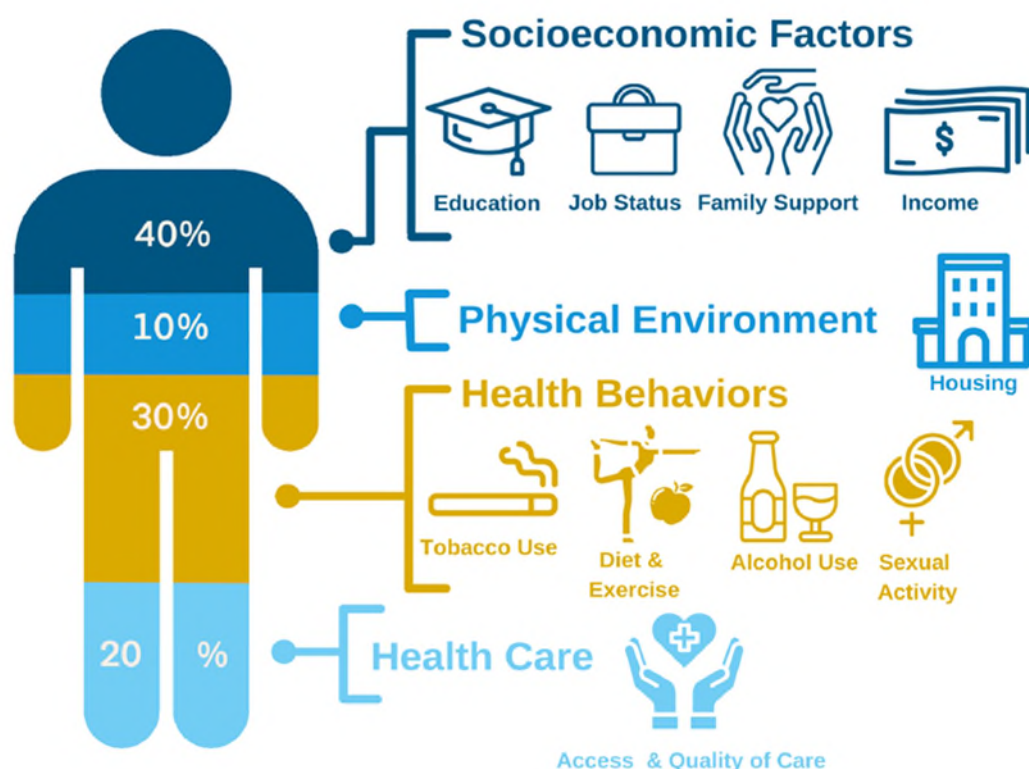 Socioeconomic Factors
Education
Job Status
Family Support
$
Income
40%
10%
Physical Environment
Housing
30%
Health Behaviors
Tobacco Use
Diet &
Exercise
Alcohol Use
Sexual
Activity
20 %
Health Care
Access & Quality of Care